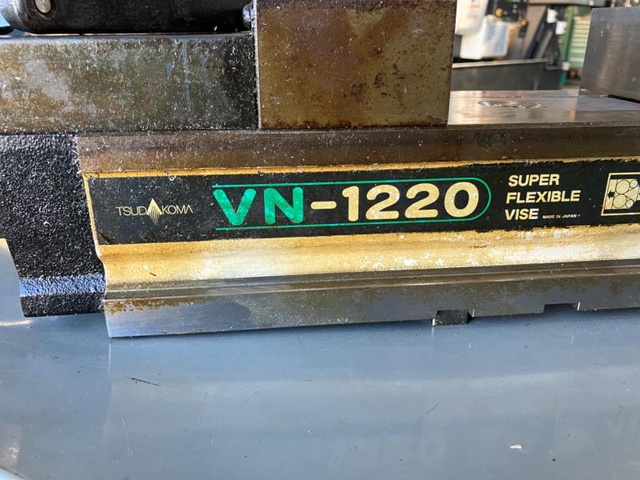 TSUDAKOMA
VN-1220
SUPER
FLEXIBLE
VISE MADE IN JAPAN